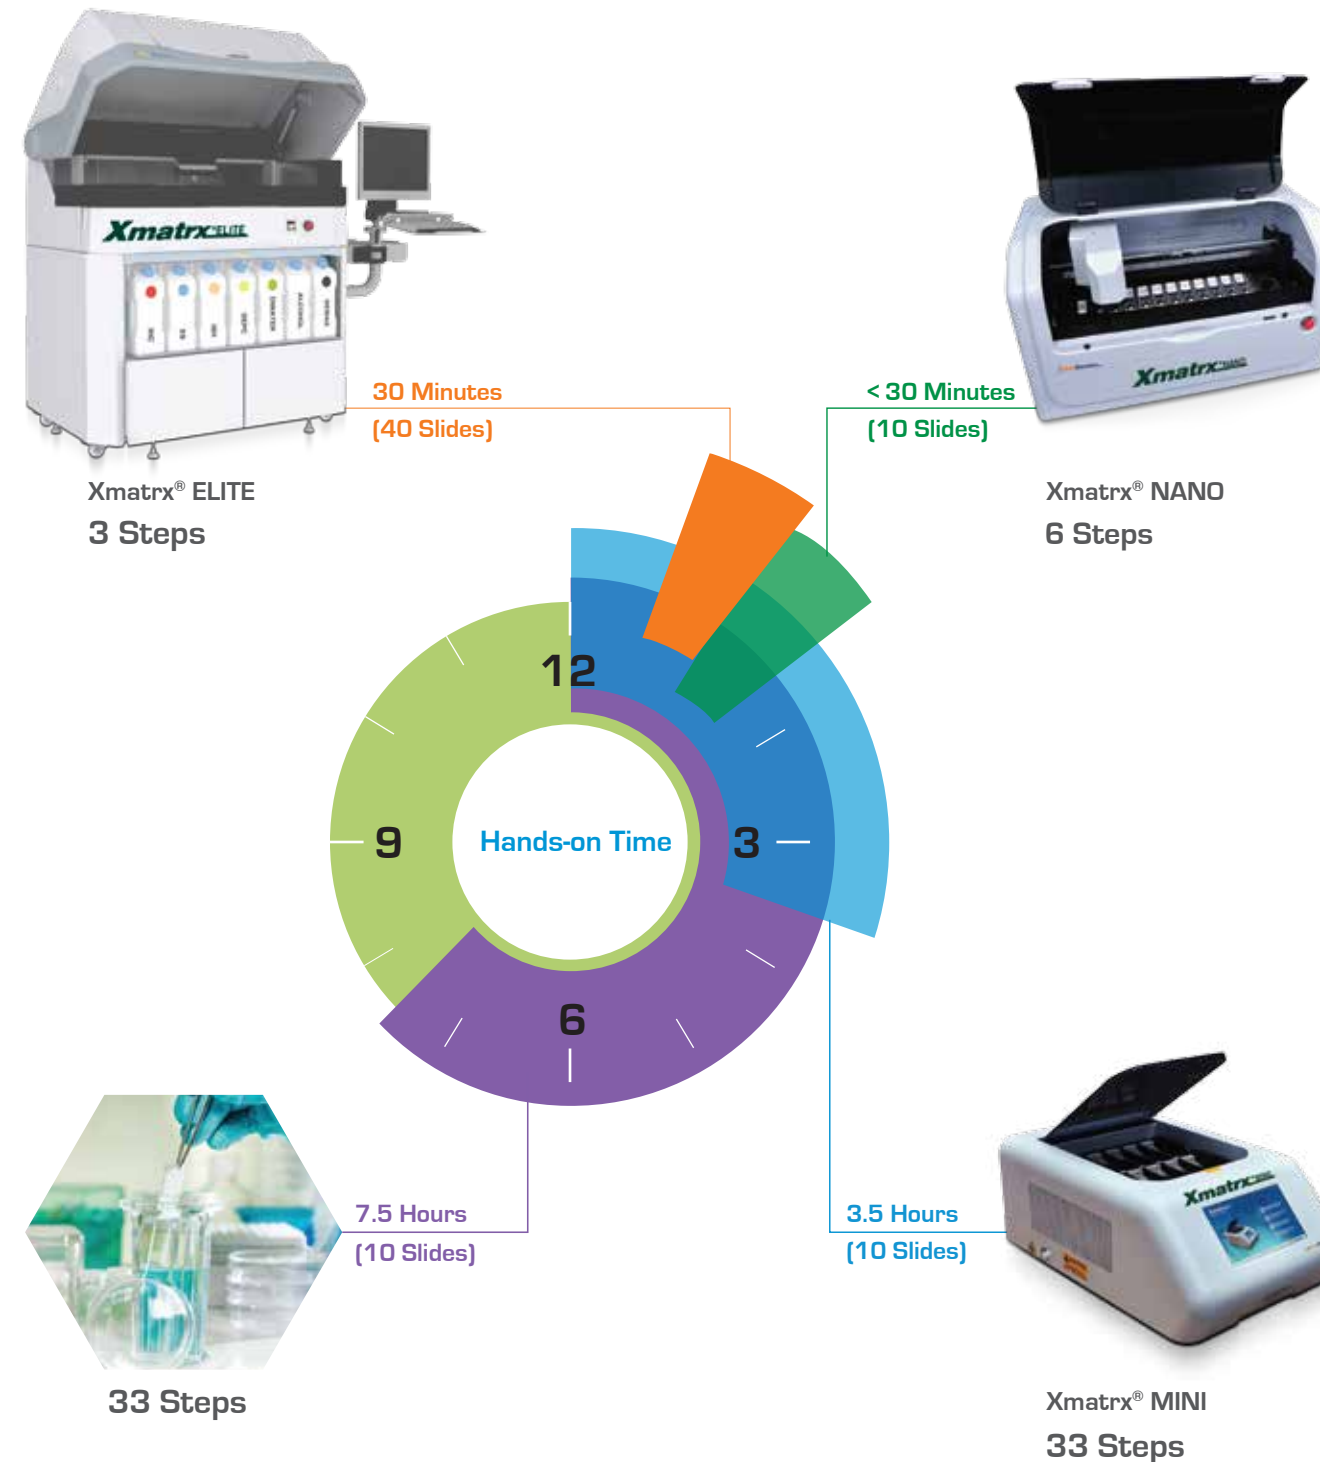 Xmatrx®ELITE
30 Minutes
(40 Slides)
Xmatrx® ELITE
3 Steps
Xmatrx NANO
< 30 Minutes
(10 Slides)
Xmatrx® NANO
6 Steps
12
3
6
9
Hands-on Time
7.5 Hours
(10 Slides)
33 Steps
3.5 Hours
(10 Slides)
Xmatrx
Xmatrx® MINI
33 Steps